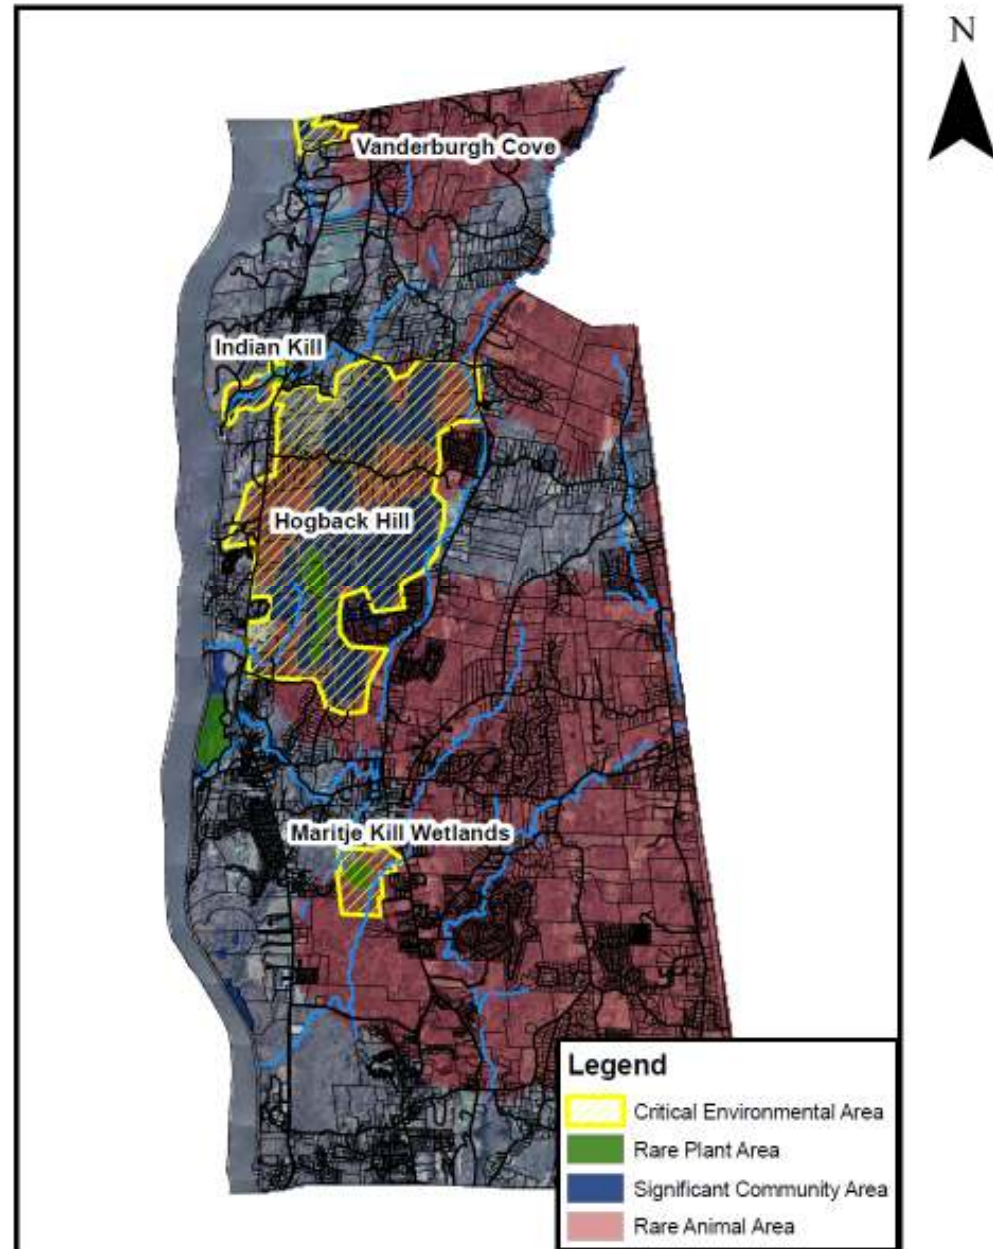 N
Vanderburgh Cove
Indian Kill
Hogback Hill
Maritje Kill Wetlands
Legend
Critical Environmental Area
Rare Plant Area
Significant Community Area
Rare Animal Area